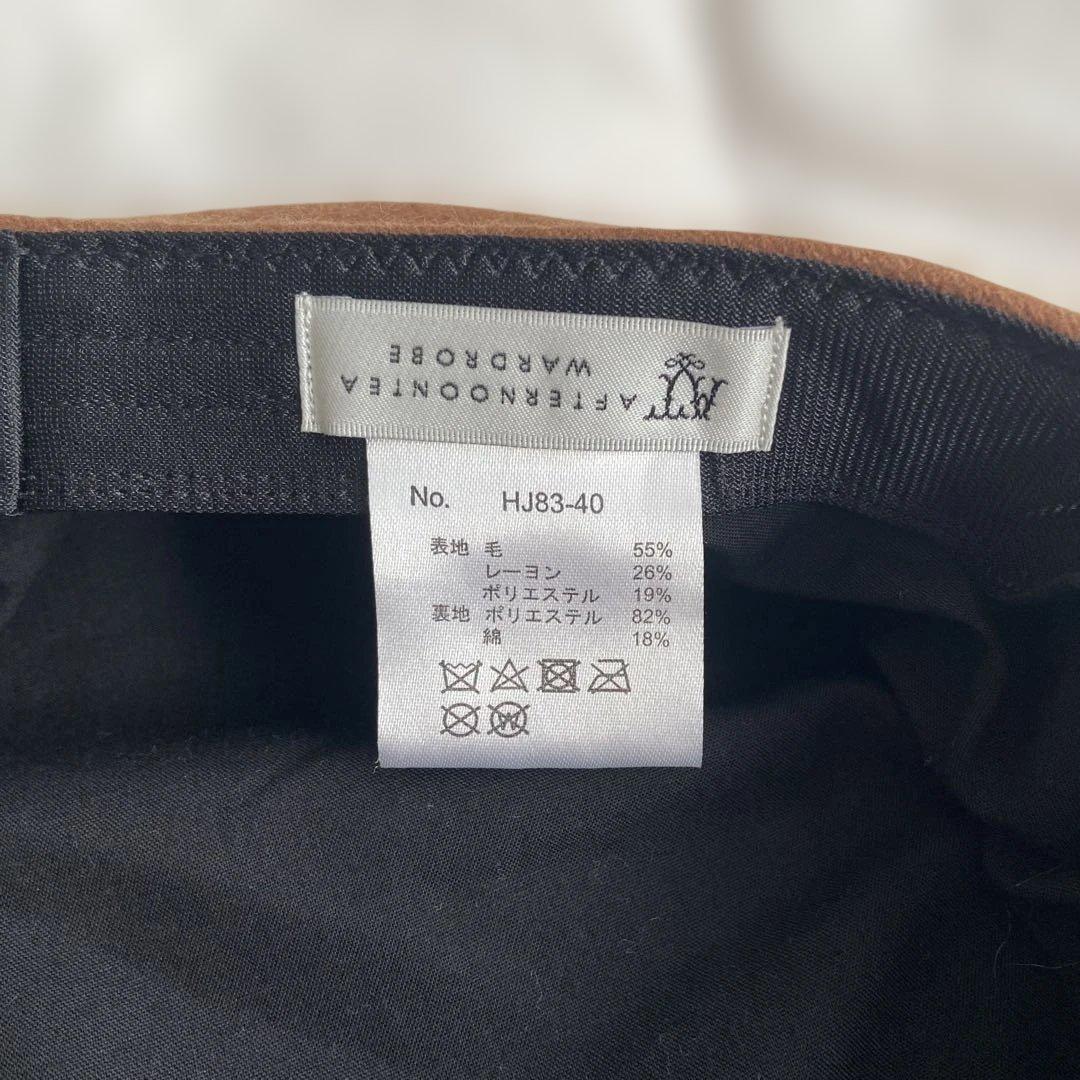 AFTERNOONTEA
WARDROBE
No. HJ83-40
表地 毛 55%
レーヨン 26%
ポリエステル 19%
裏地 ポリエステル 82%
綿 18%